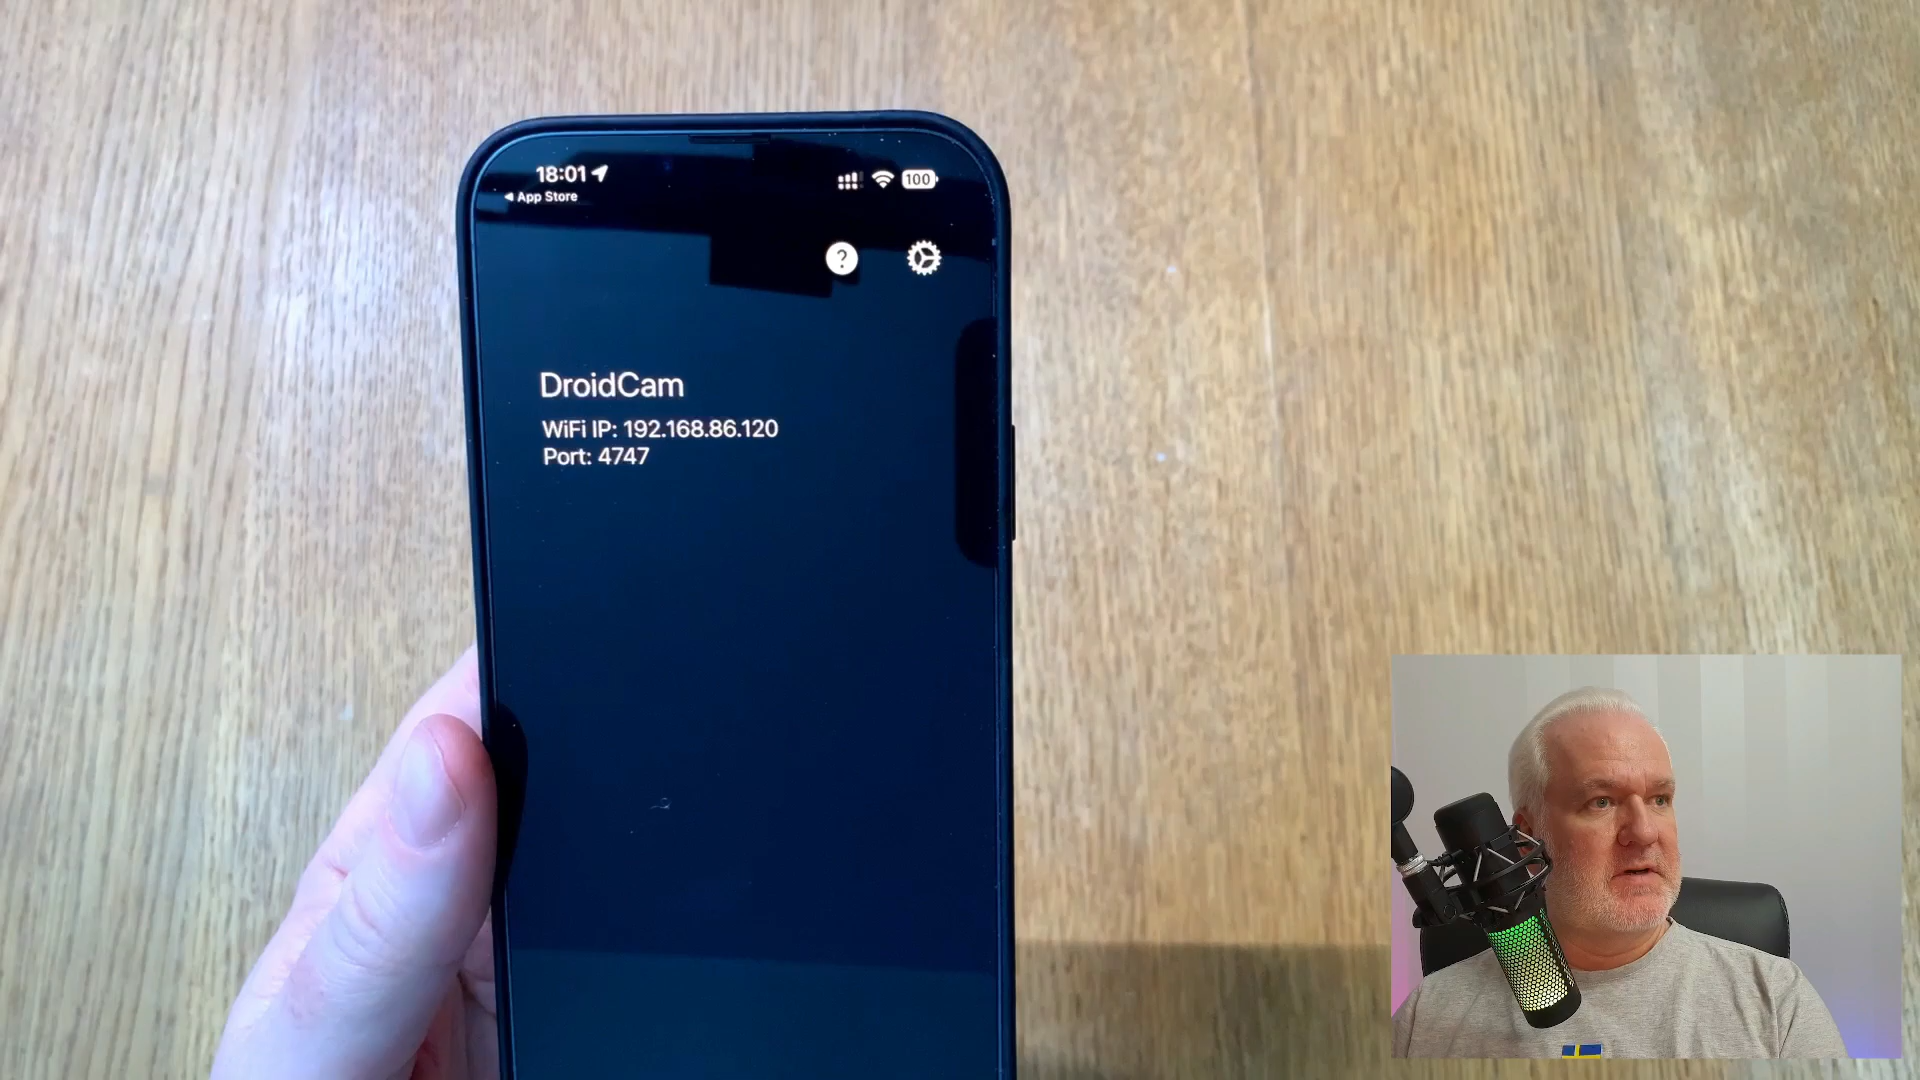 18:01
100
◀ App Store
?
DroidCam
WiFi IP: 192.168.86.120
Port: 4747